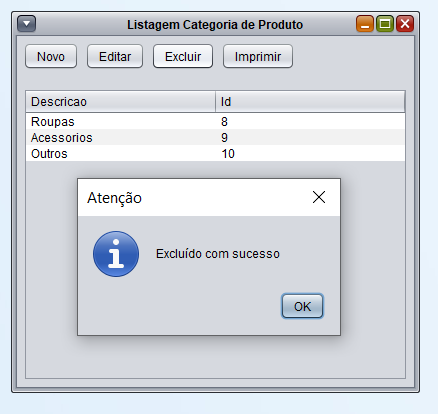 Listagem Categoria de Produto
Novo Editar Excluir Imprimir
Descricao Id
Roupas 8
Acessorios 9
Outros 10
Atenção
Excluído com sucesso
OK